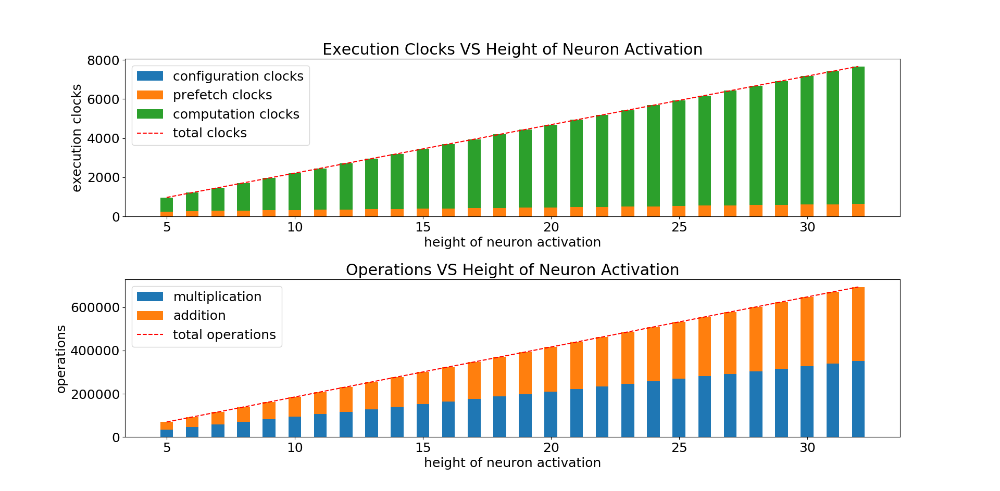 Execution Clocks VS Height of Neuron Activation
8000
6000
4000
2000
0
execution clocks
configuration clocks
prefetch clocks
computation clocks
total clocks
5 10 15 20 25 30
height of neuron activation
Operations VS Height of Neuron Activation
600000
400000
200000
0
operations
multiplication
addition
total operations
5 10 15 20 25 30
height of neuron activation